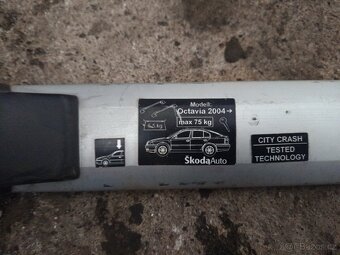 Modell:
Octavia 2004→
max 75 kg
ŠkodaAuto
CITY CRASH
TESTED
TECHNOLOGY